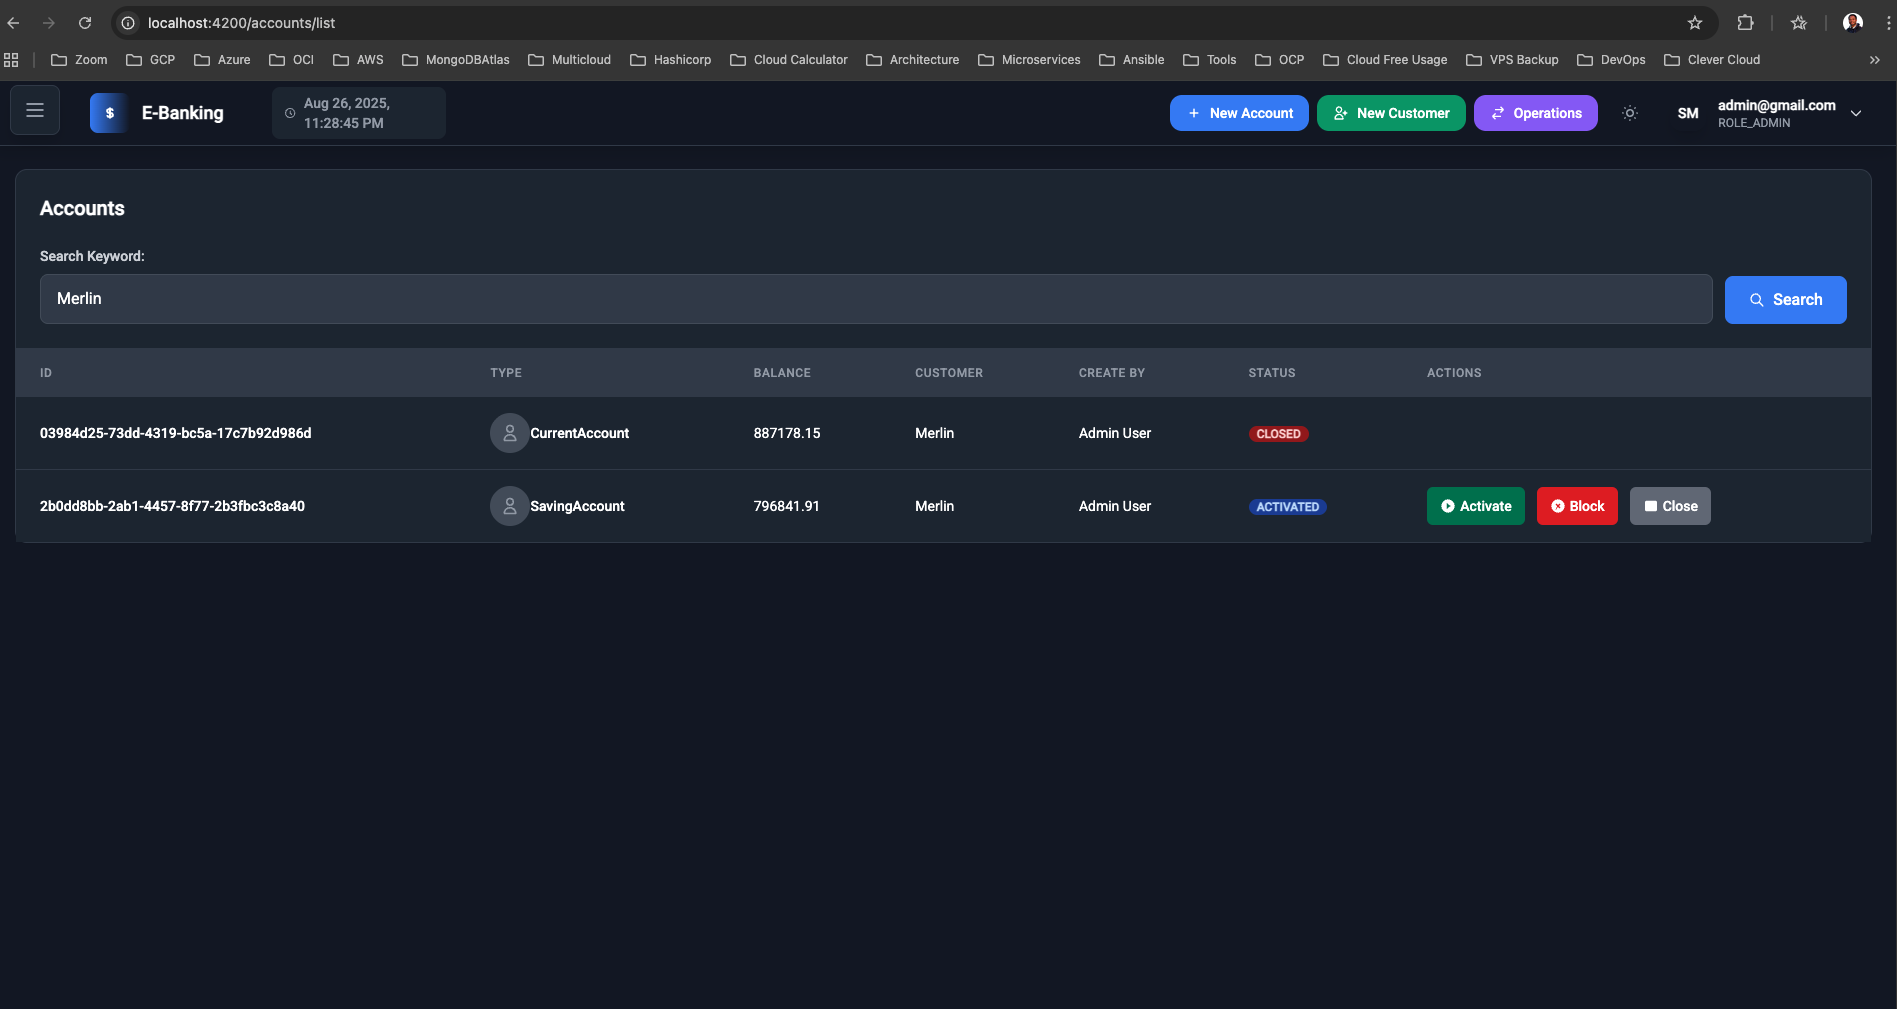 localhost:4200/accounts/list
Zoom GCP Azure OCI AWS MongoDBAtlas Multicloud Hashicorp Cloud Calculator Architecture Microservices Ansible Tools OCP Cloud Free Usage VPS Backup DevOps Clever Cloud
$ E-Banking
Aug 26, 2025,
11:28:45 PM
New Account New Customer Operations
SM admin@gmail.com
ROLE_ADMIN
Accounts
Search Keyword:
Merlin Search
ID TYPE BALANCE CUSTOMER CREATE BY STATUS ACTIONS
03984d25-73dd-4319-bc5a-17c7b92d986d CurrentAccount 887178.15 Merlin Admin User CLOSED
2b0dd8bb-2ab1-4457-8f77-2b3fbc3c8a40 SavingAccount 796841.91 Merlin Admin User ACTIVATED Activate Block Close